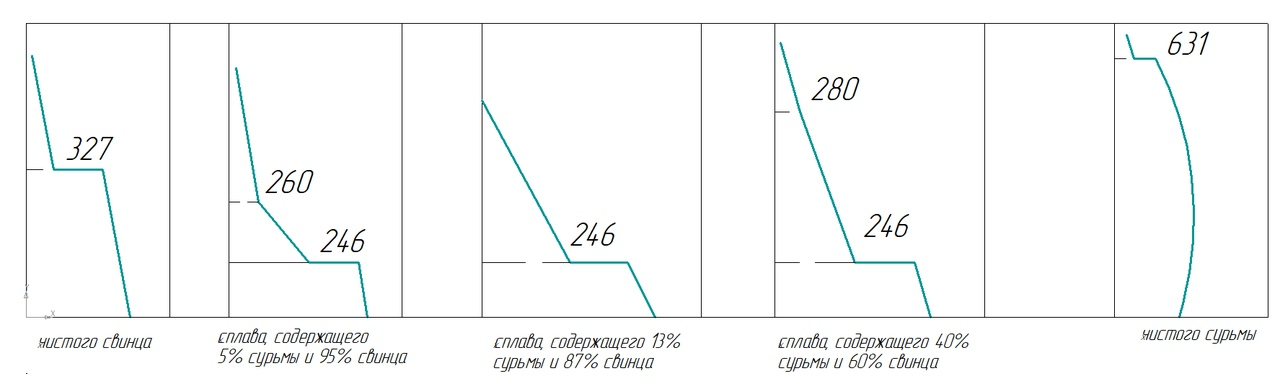 327
260
246
246
280
246
631
чистого свинца
сплава, содержащего
5% сурьмы и 95% свинца
сплава, содержащего 13%
сурьмы и 87% свинца
сплава, содержащего 40%
сурьмы и 60% свинца
чистого сурьмы
Y
X